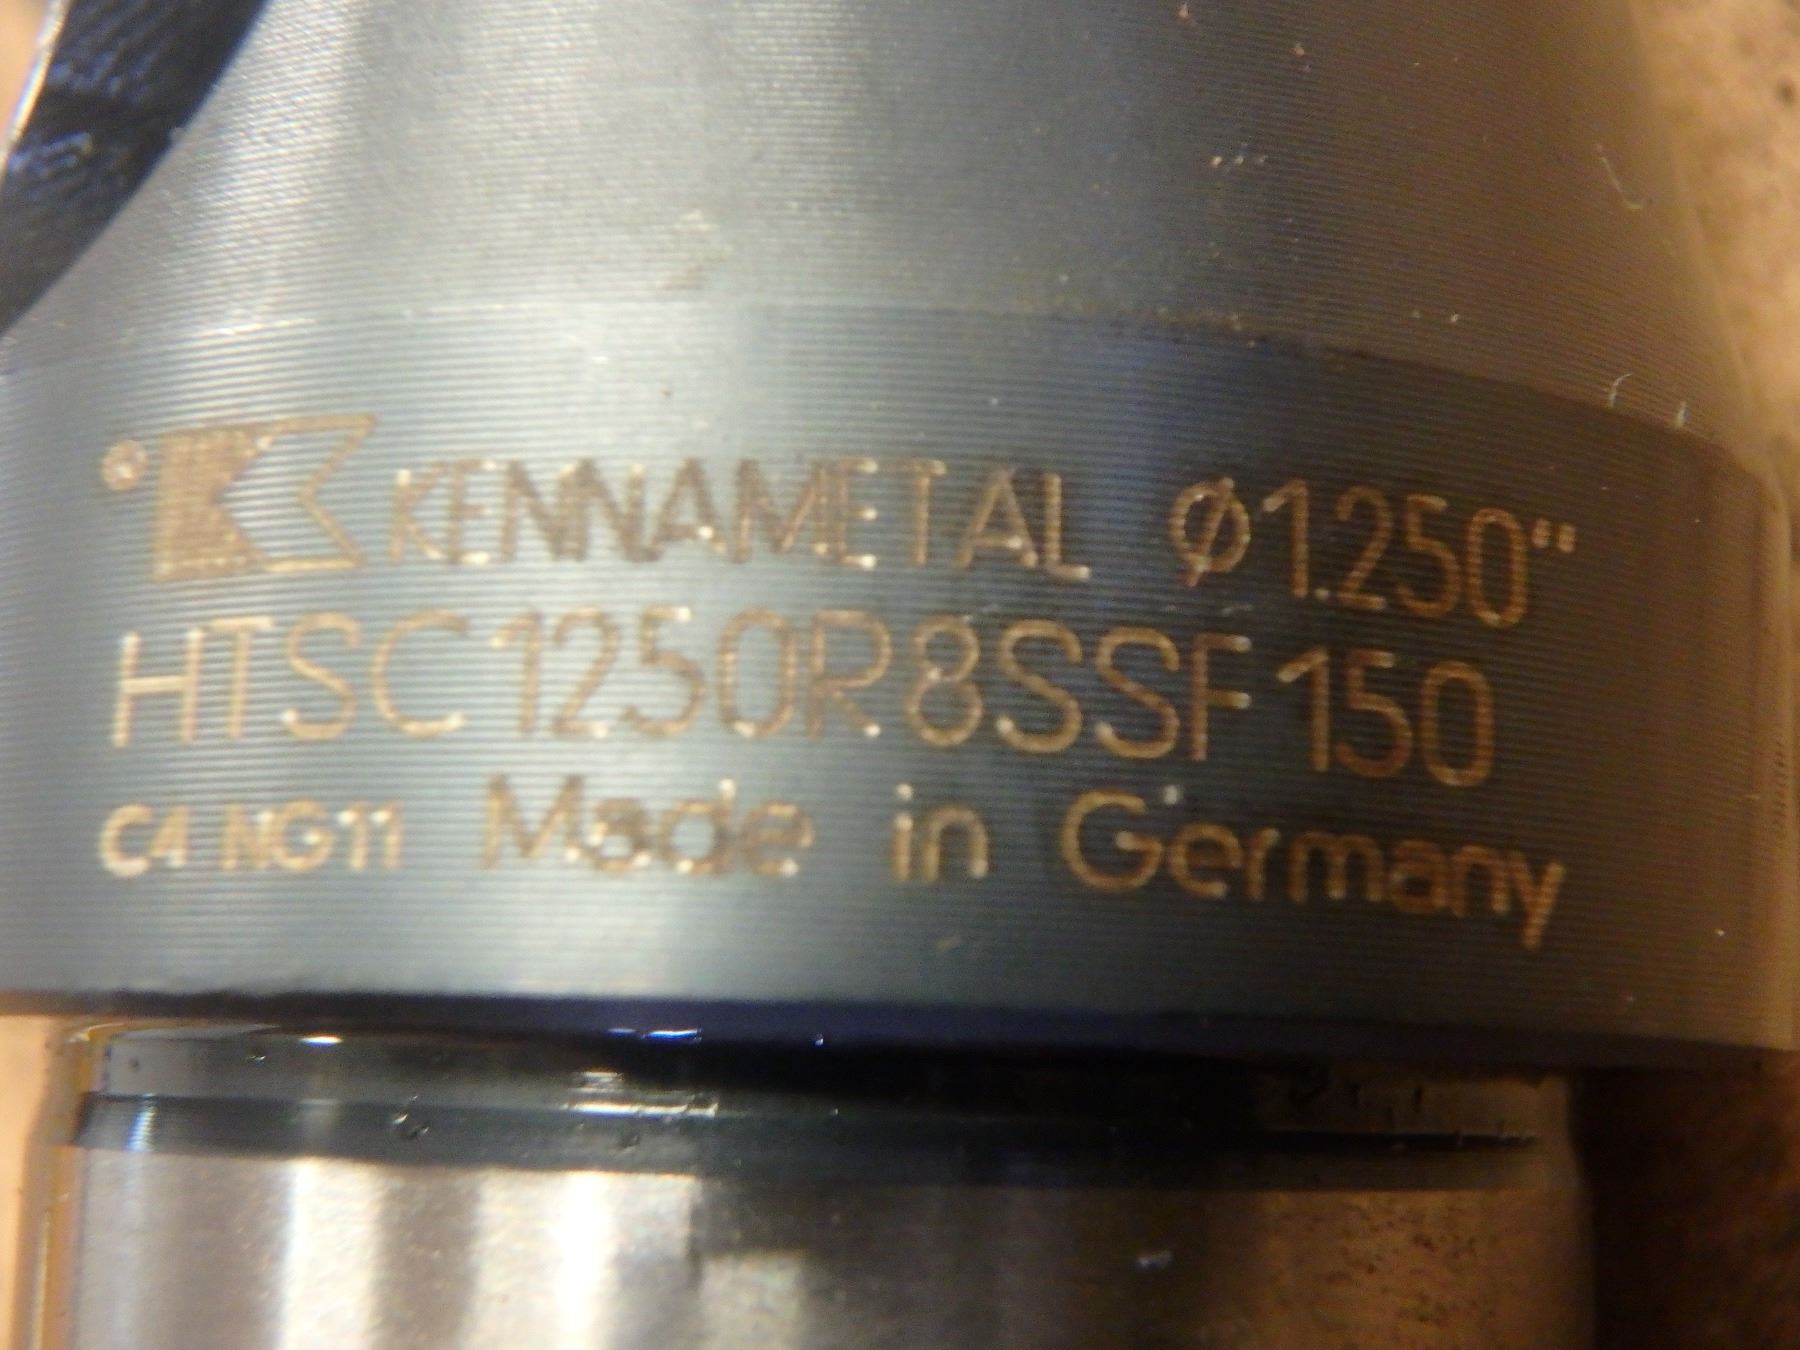 KENNAMETAL Ø1.250"
HTSC1250R8SSF150
C4 NG11 Made in Germany